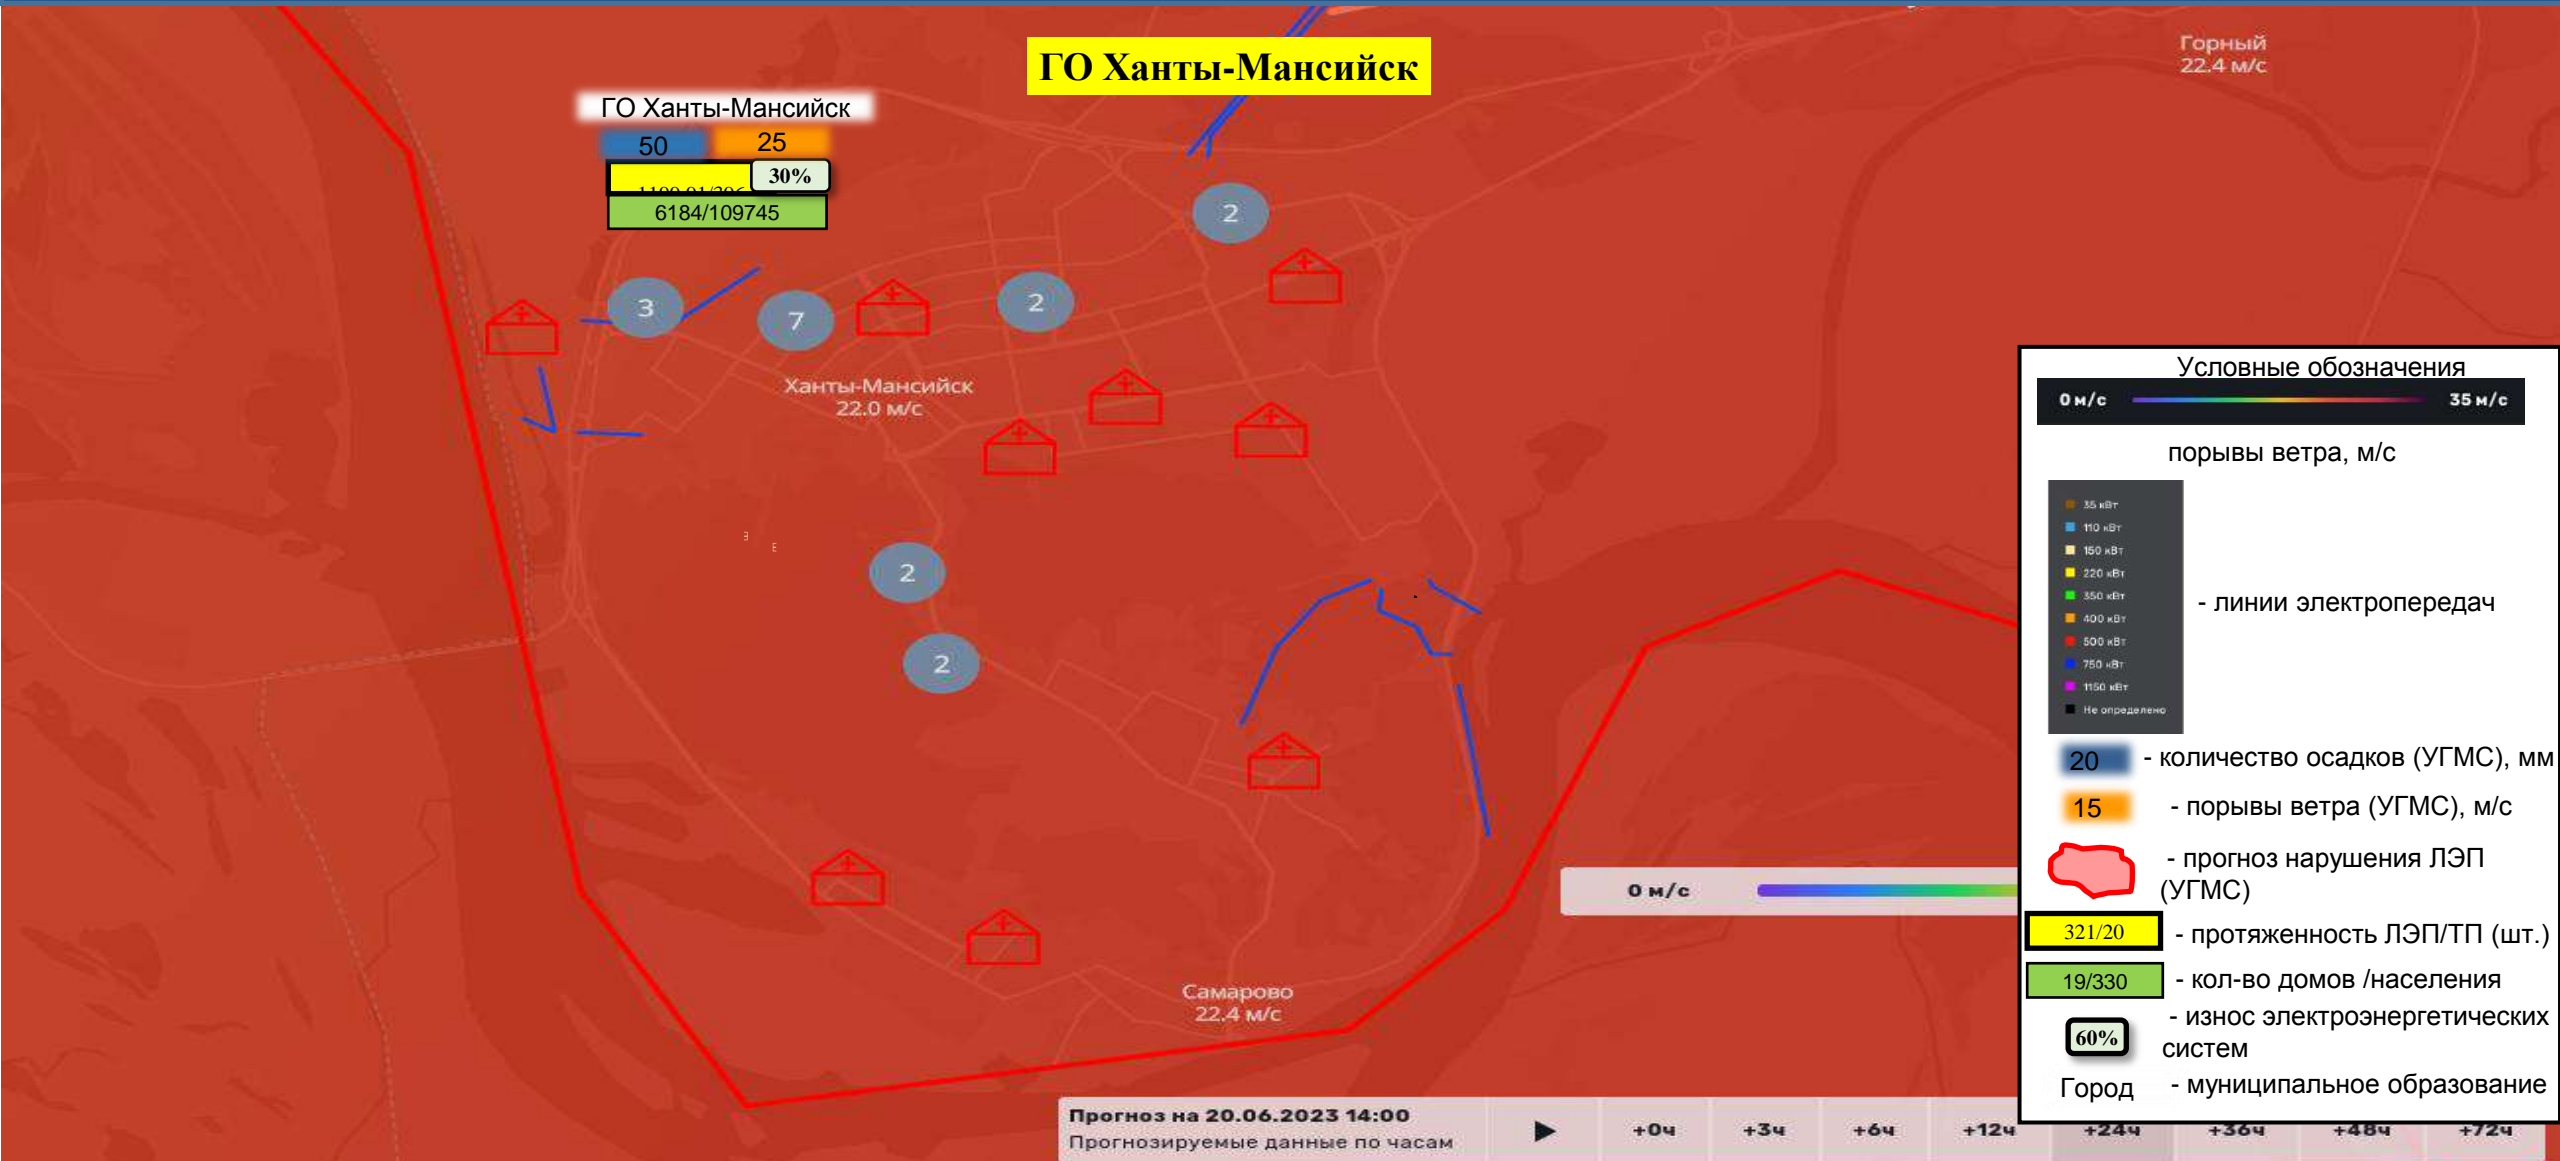 ГО Ханты-Мансийск
Горный
22.4 м/с
ГО Ханты-Мансийск
50
25
30%
6184/109745
2
3
7
2
Ханты-Мансийск
22.0 м/с
2
2
Самарово
22.4 м/с
0 м/с
Прогноз на 20.06.2023 14:00
Прогнозируемые данные по часам
+0ч
+3ч
+6ч
+12ч
+24ч
+36ч
+48ч
+72ч
Условные обозначения
0 м/с
35 м/с
порывы ветра, м/с
35 кВт
110 кВт
150 кВт
220 кВт
350 кВт
400 кВт
500 кВт
750 кВт
1150 кВт
Не определено
- линии электропередач
20 - количество осадков (УГМС), мм
15 - порывы ветра (УГМС), м/с
- прогноз нарушения ЛЭП
(УГМС)
321/20 - протяженность ЛЭП/ТП (шт.)
19/330 - кол-во домов /населения
60% - износ электроэнергетических
систем
Город - муниципальное образование